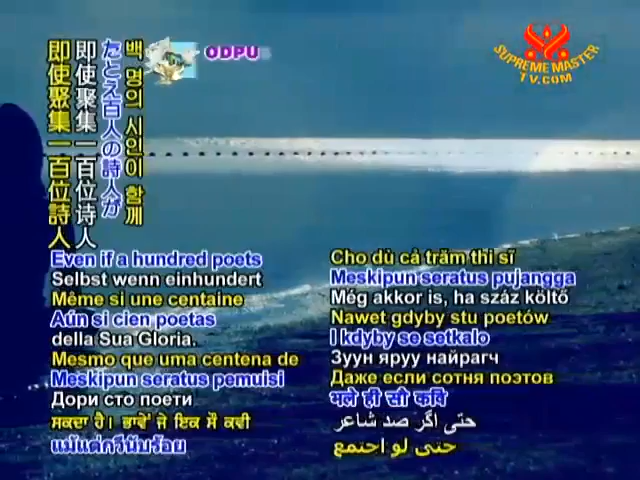 ODPU
SUPREME MASTER
TV.COM
即使聚集一百位詩人
即使聚集一百位诗人
たとえ百人の詩人が
백 명의 시인이 함께
Even if a hundred poets
Selbst wenn einhundert
Même si une centaine
Aún si cien poetas
della Sua Gloria.
Mesmo que uma centena de
Meskipun seratus pemuisi
Дори сто поети
ਸਕਦਾ ਹੈ। ਭਾਵੇਂ ਜੇ ਇਕ ਸੌ ਕਵੀ
แม้แต่กวีนับร้อย
Cho dù cả trăm thi sĩ
Meskipun seratus pujangga
Még akkor is, ha száz költő
Nawet gdyby stu poetów
I kdyby se setkalo
Зуун яруу найрагч
Даже если сотня поэтов
भले ही सौ कवि
حتی اگر صد شاعر
حتى لو اجتمع